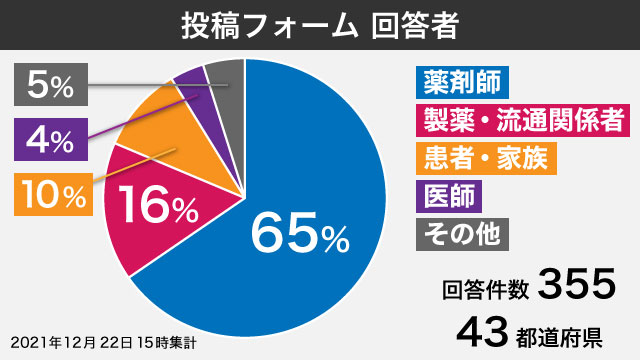 投稿フォーム 回答者
5%
4%
10%
16%
65%
薬剤師
製薬・流通関係者
患者・家族
医師
その他
回答件数 355
43 都道府県
2021年12月22日15時集計